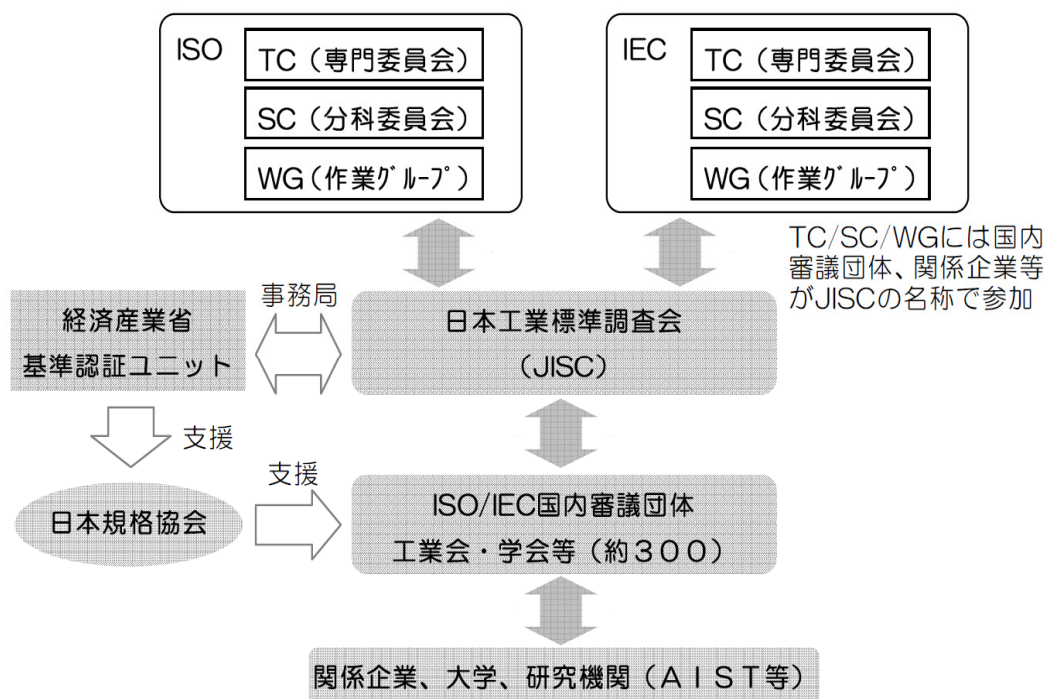 ISO
TC（専門委員会）
SC（分科委員会）
WG（作業ｸﾞﾙｰﾌﾟ）
IEC
TC（専門委員会）
SC（分科委員会）
WG（作業ｸﾞﾙｰﾌﾟ）
TC/SC/WGには国内
審議団体、関係企業等
がJISCの名称で参加
経済産業省
基準認証ユニット
事務局
日本工業標準調査会
（JISC）
支援
日本規格協会
支援
ISO/IEC国内審議団体
工業会・学会等（約３００）
関係企業、大学、研究機関（ＡＩＳＴ等）